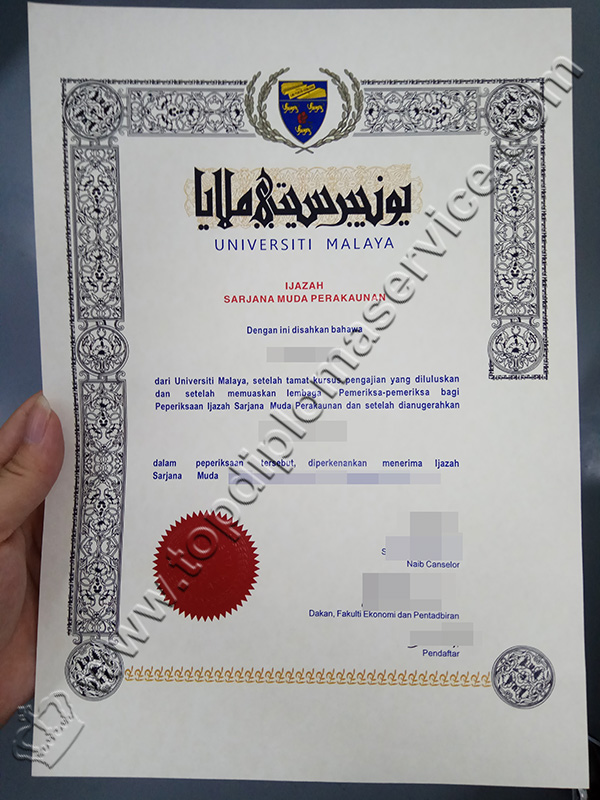 يونيبرسيتي ملايا
UNIVERSITI MALAYA
IJAZAH
SARJANA MUDA PERAKAUNAN
Dengan ini disahkan bahawa
dari Universiti Malaya, setelah tamat kursus pengajian yang diluluskan
dan setelah memuaskan lembaga Pemeriksa-pemeriksa bagi
Peperiksaan Ijazah Sarjana Muda Perakaunan dan setelah dianugerahkan
dalam peperiksaan tersebut, diperkenankan menerima Ijazah
Sarjana Muda
S
Naib Canselor
Dakan, Fakulti Ekonomi dan Pentadbiran
Pendaftar
www.topdiplomaservice.com